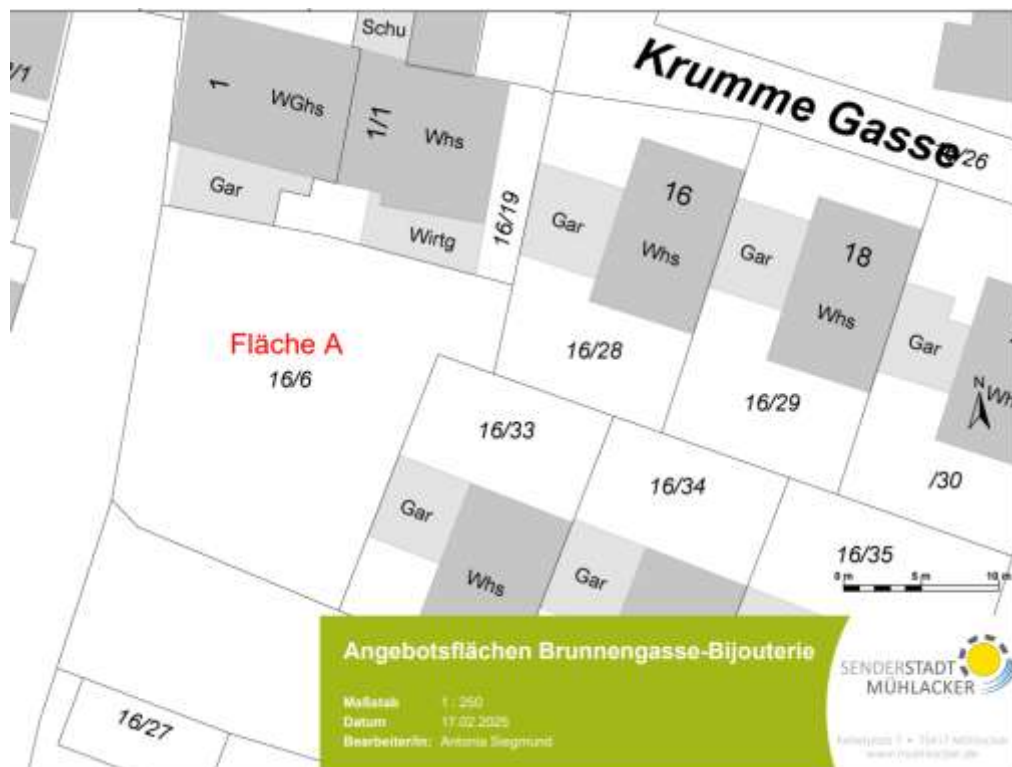 Schu
Krumme Gasse
1
WGhs
1/1
Whs
Gar
Wirtg
16/19
Gar
16
Whs
Gar
18
Whs
Gar
Fläche A
16/6
16/28
16/29
N
/30
16/33
16/34
16/35
Gar
Whs
Gar
0 m
5 m
10 m
16/27
Angebotsflächen Brunnengasse-Bijouterie
Maßstab 1 : 250
Datum 17.02.2025
Bearbeiter/in: Antonia Siegmund
SENDERSTADT
MÜHLACKER
www.muehlacker.de